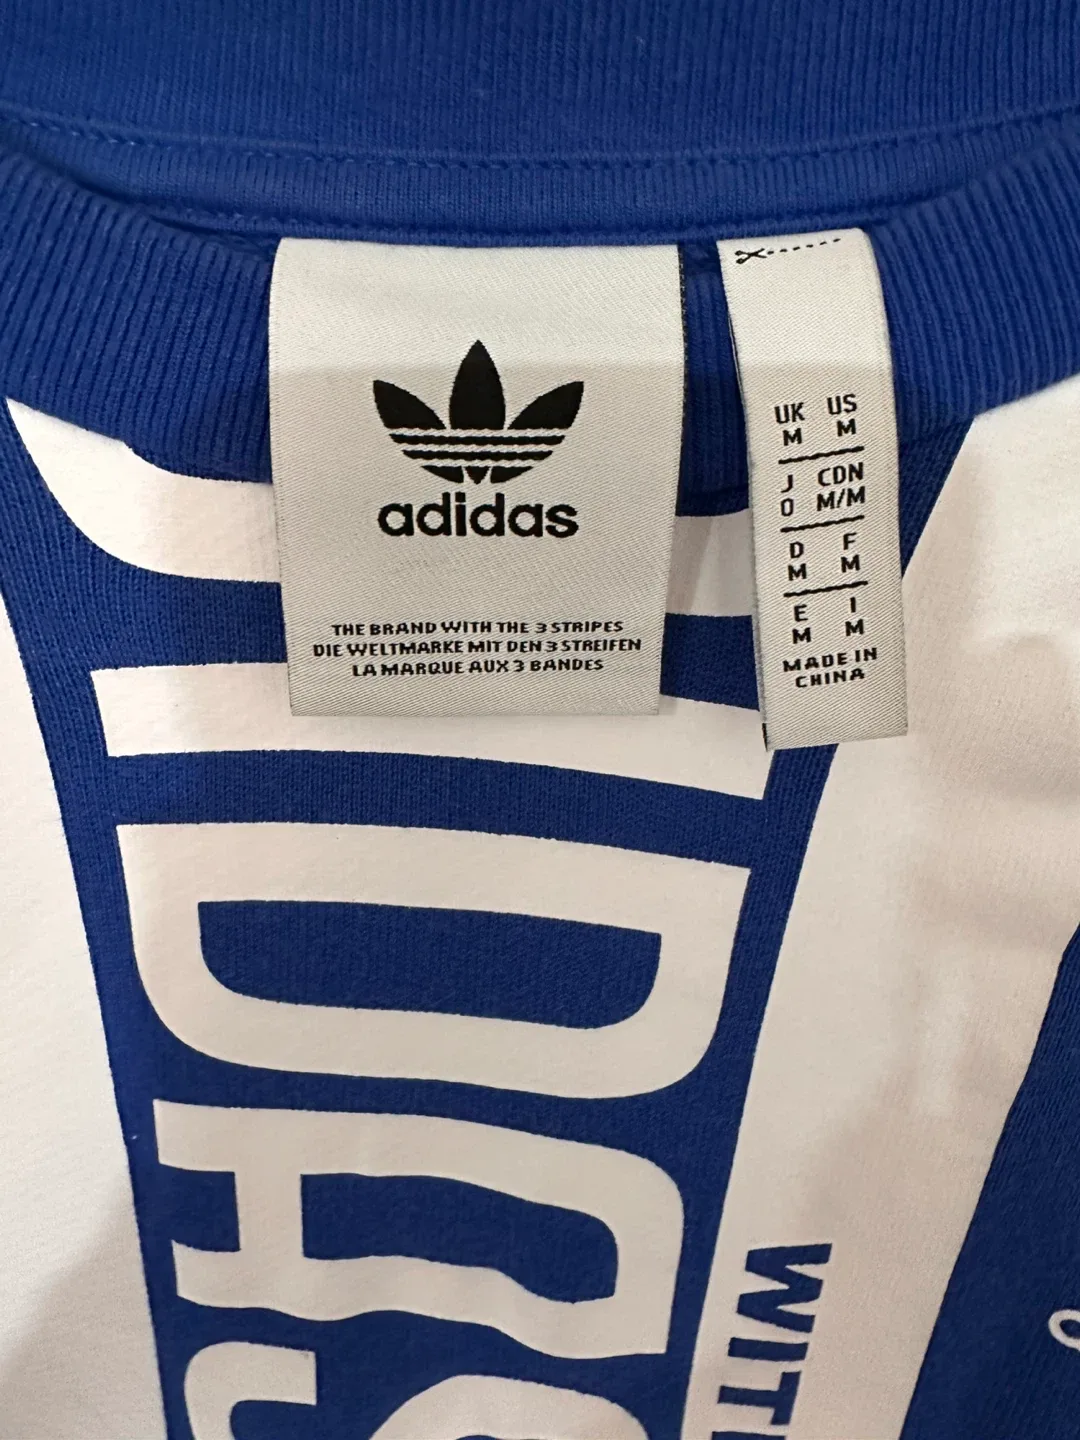 adidas
THE BRAND WITH THE 3 STRIPES
DIE WELTMARKE MIT DEN 3 STREIFEN
LA MARQUE AUX 3 BANDES
UK US
M M
J CDN
O M/M
D F
M M
E I
M M
MADE IN
CHINA